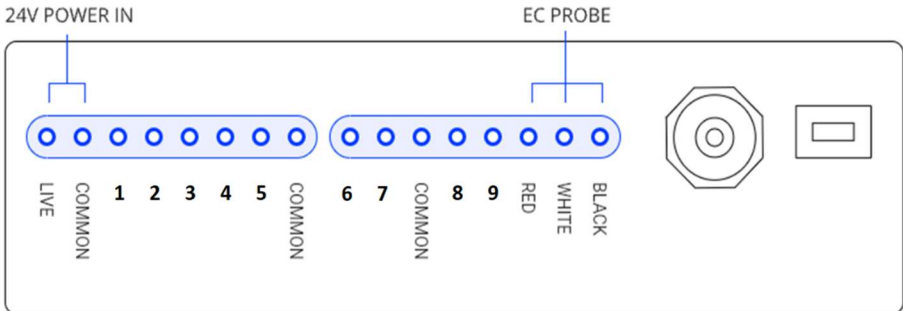 24V POWER IN
EC PROBE
LIVE
COMMON
1
2
3
4
5
COMMON
6
7
COMMON
8
9
RED
WHITE
BLACK